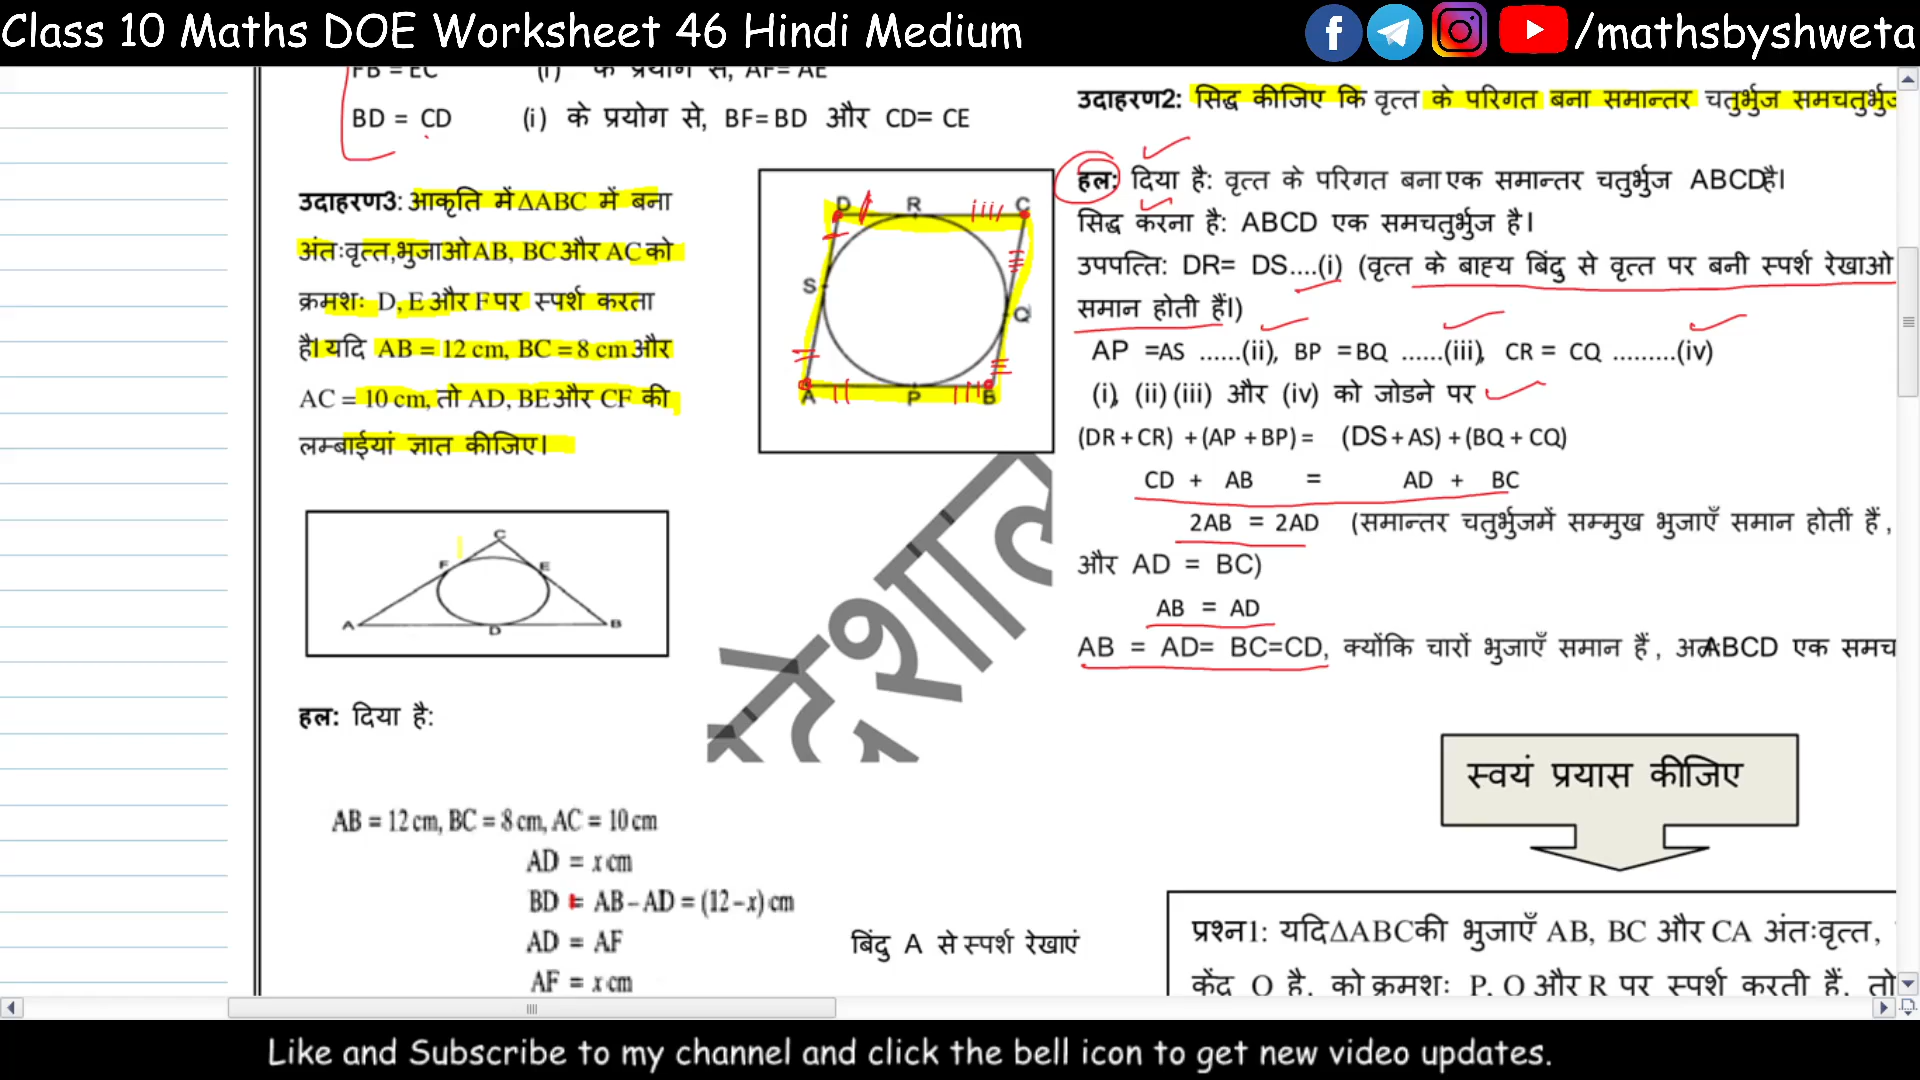 Class 10 Maths DOE Worksheet 46 Hindi Medium
/mathsbyshweta
FB = EC (i) के प्रयोग से, AF= AE
BD = CD (i) के प्रयोग से, BF= BD और CD= CE
उदाहरण3: आकृति में ΔABC में बना
अंतःवृत्त,भुजाओ AB, BC और AC को
क्रमशः D, E और F पर स्पर्श करता
है। यदि AB = 12 cm, BC = 8 cm और
AC = 10 cm, तो AD, BE और CF की
लम्बाईयां ज्ञात कीजिए।
C
F E
A D B
हल: दिया है:
AB = 12 cm, BC = 8 cm, AC = 10 cm
AD = x cm
BD = AB – AD = (12 – x) cm
AD = AF बिंदु A से स्पर्श रेखाएं
AF = x cm
D R C
S
Q
A P B
उदाहरण2: सिद्ध कीजिए कि वृत्त के परिगत बना समान्तर चतुर्भुज समचतुर्भुज
हल: दिया है: वृत्त के परिगत बना एक समान्तर चतुर्भुज ABCDहै।
सिद्ध करना है: ABCD एक समचतुर्भुज है।
उपपत्ति: DR= DS....(i) (वृत्त के बाह्य बिंदु से वृत्त पर बनी स्पर्श रेखाओ
समान होती हैं।)
AP =AS ......(ii), BP =BQ ......(iii), CR = CQ .........(iv)
(i), (ii) (iii) और (iv) को जोडने पर
(DR + CR) + (AP + BP) = (DS + AS) + (BQ + CQ)
CD + AB = AD + BC
2AB = 2AD (समान्तर चतुर्भुजमें सम्मुख भुजाएँ समान होतीं हैं ,
और AD = BC)
AB = AD
AB = AD= BC=CD, क्योंकि चारों भुजाएँ समान हैं , अतः ABCD एक समच
स्वयं प्रयास कीजिए
प्रश्न1: यदि ΔABCकी भुजाएँ AB, BC और CA अंतःवृत्त,
केंद्र O है, को क्रमशः P, Q और R पर स्पर्श करती हैं, तो
Like and Subscribe to my channel and click the bell icon to get new video updates.